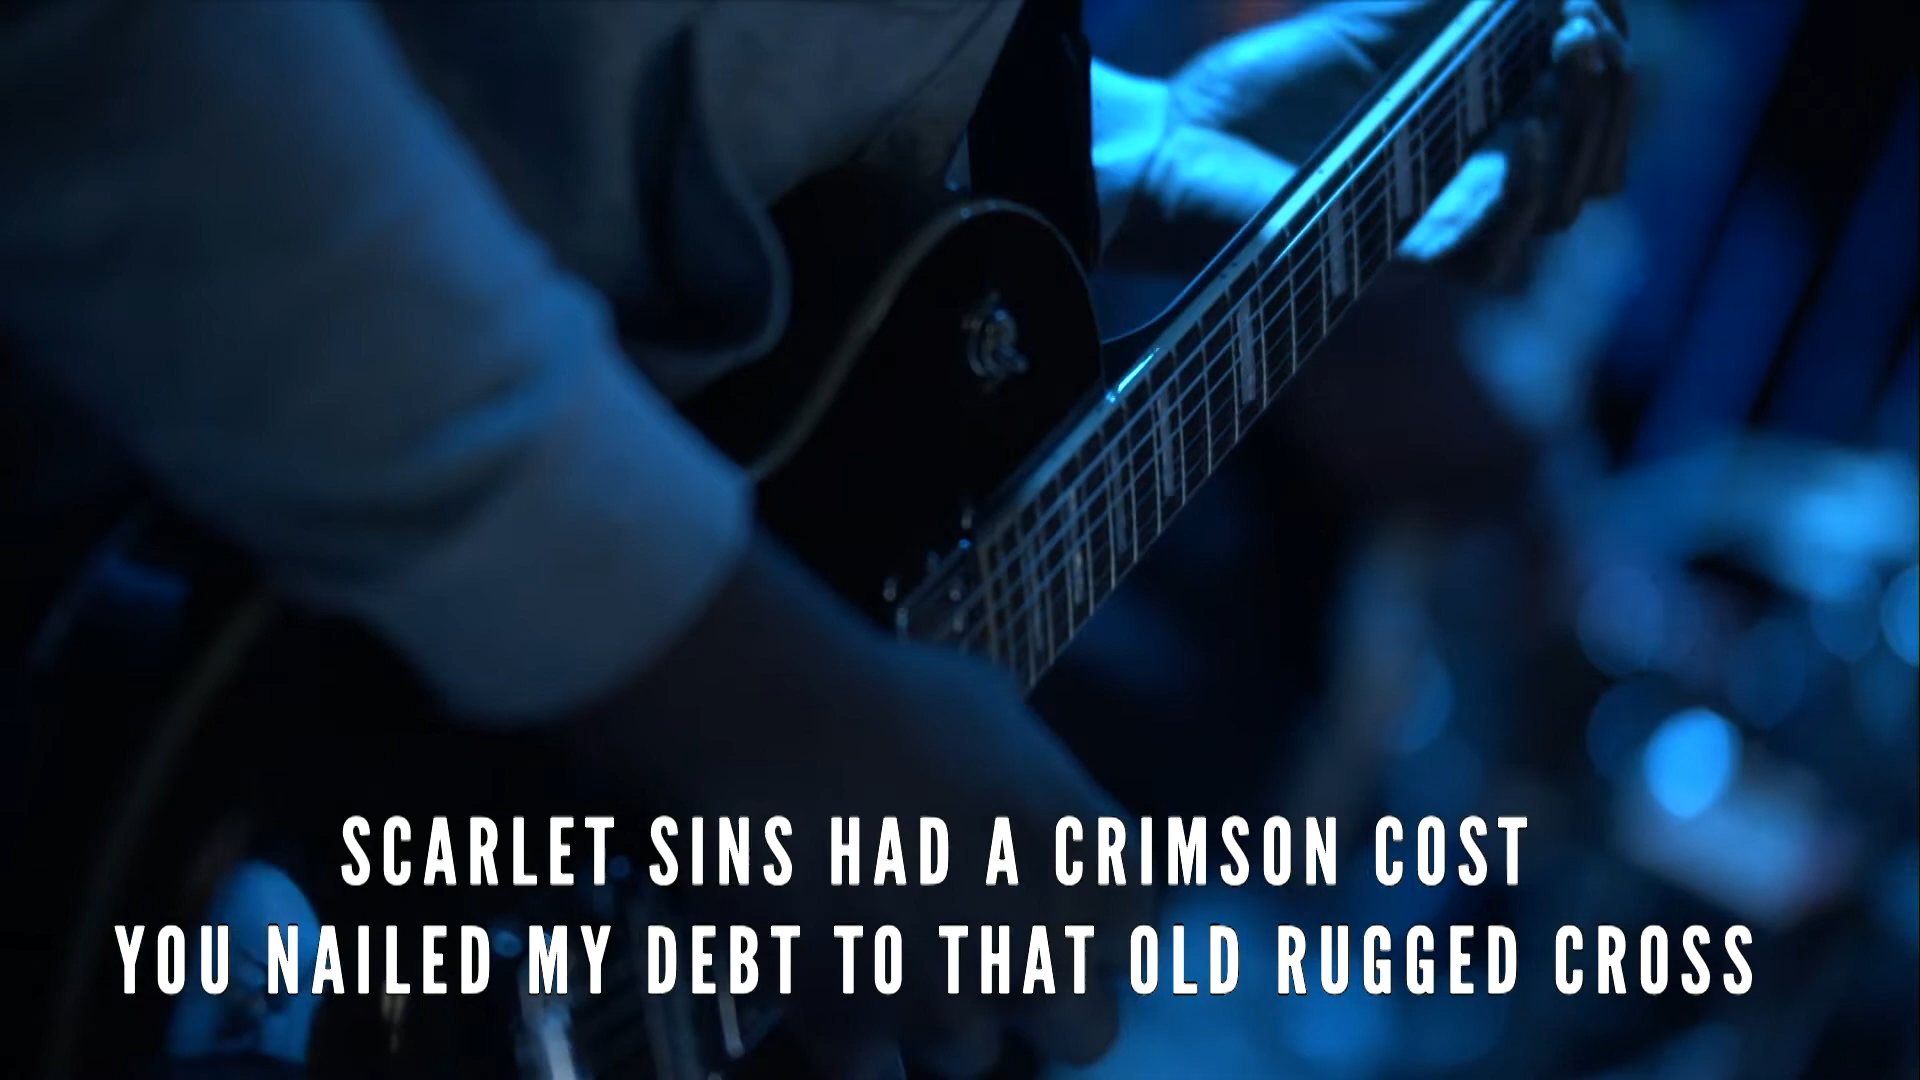 SCARLET SINS HAD A CRIMSON COST
YOU NAILED MY DEBT TO THAT OLD RUGGED CROSS